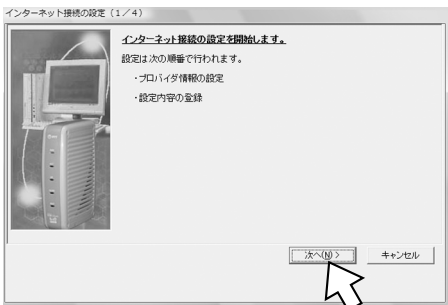 インターネット接続の設定(1/4)
インターネット接続の設定を開始します。
設定は次の順番で行われます。
・プロバイダ情報の設定
・設定内容の登録
次へ(N) >
キャンセル